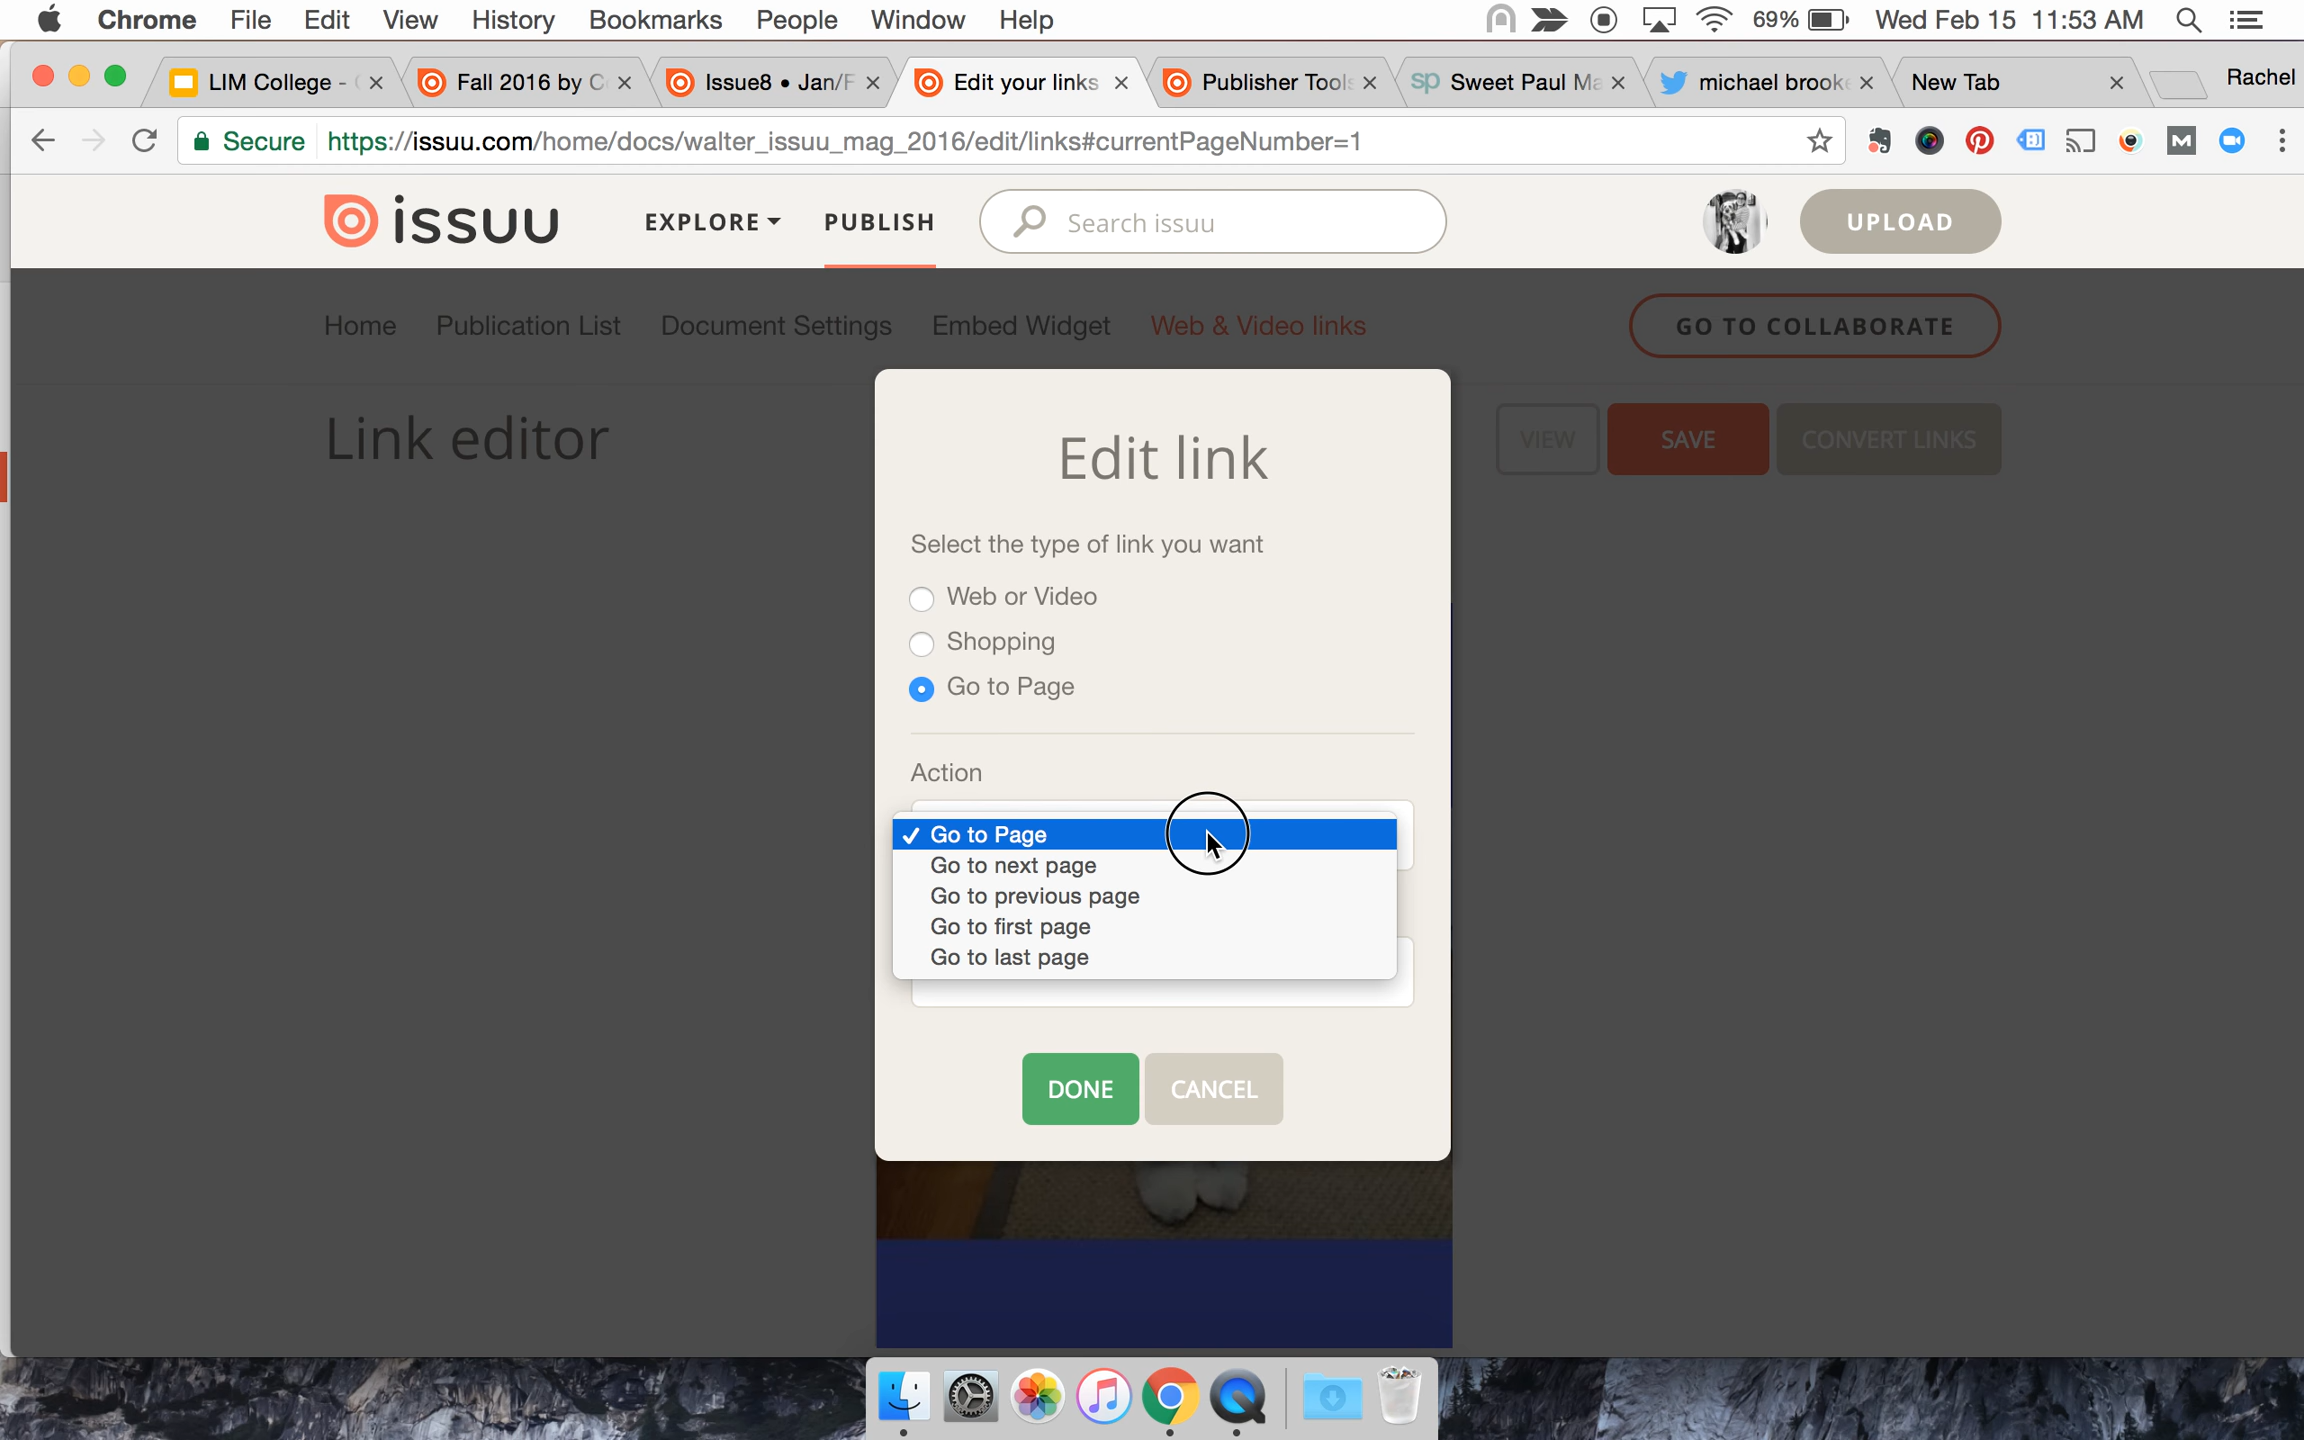 Chrome File Edit View History Bookmarks People Window Help 69% Wed Feb 15 11:53 AM
LIM College - Fall 2016 by Issue8 • Jan/F Edit your links Publisher Tools Sweet Paul Ma michael brooke New Tab Rachel
Secure https://issuu.com/home/docs/walter_issuu_mag_2016/edit/links#currentPageNumber=1
issuu EXPLORE PUBLISH Search issuu UPLOAD
Home Publication List Document Settings Embed Widget Web & Video links GO TO COLLABORATE
Link editor VIEW SAVE CONVERT LINKS
Edit link
Select the type of link you want
Web or Video
Shopping
Go to Page
Action
Go to Page
Go to next page
Go to previous page
Go to first page
Go to last page
DONE CANCEL